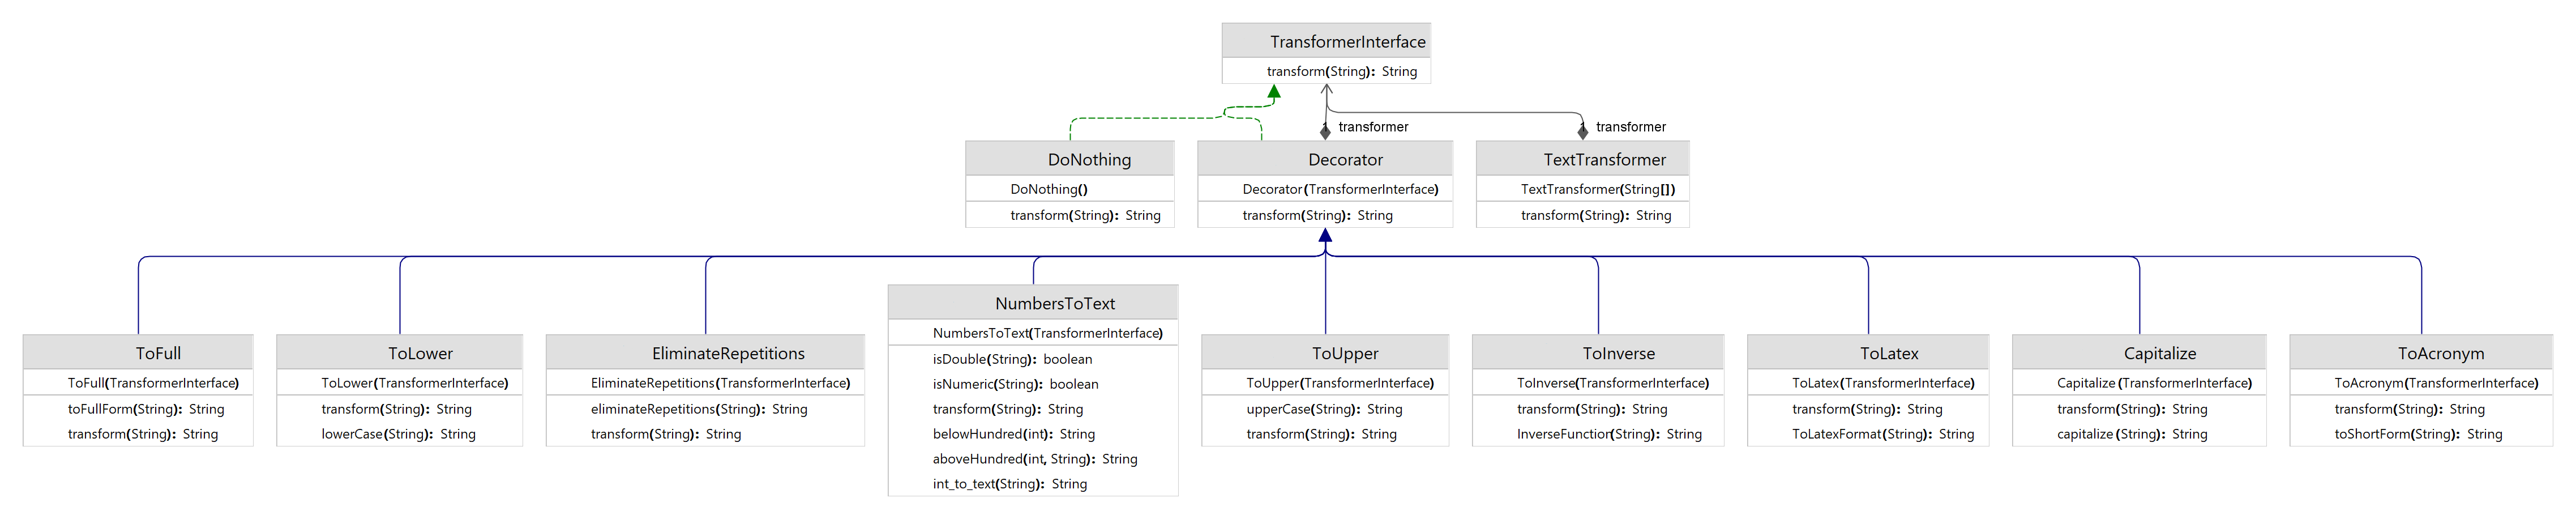 TransformerInterface
transform(String): String
1 transformer
1 transformer
DoNothing
DoNothing()
transform(String): String
Decorator
Decorator(TransformerInterface)
transform(String): String
TextTransformer
TextTransformer(String[])
transform(String): String
ToFull
ToFull(TransformerInterface)
toFullForm(String): String
transform(String): String
ToLower
ToLower(TransformerInterface)
transform(String): String
lowerCase(String): String
EliminateRepetitions
EliminateRepetitions(TransformerInterface)
eliminateRepetitions(String): String
transform(String): String
NumbersToText
NumbersToText(TransformerInterface)
isDouble(String): boolean
isNumeric(String): boolean
transform(String): String
belowHundred(int): String
aboveHundred(int, String): String
int_to_text(String): String
ToUpper
ToUpper(TransformerInterface)
upperCase(String): String
transform(String): String
ToInverse
ToInverse(TransformerInterface)
transform(String): String
InverseFunction(String): String
ToLatex
ToLatex(TransformerInterface)
transform(String): String
ToLatexFormat(String): String
Capitalize
Capitalize(TransformerInterface)
transform(String): String
capitalize(String): String
ToAcronym
ToAcronym(TransformerInterface)
transform(String): String
toShortForm(String): String